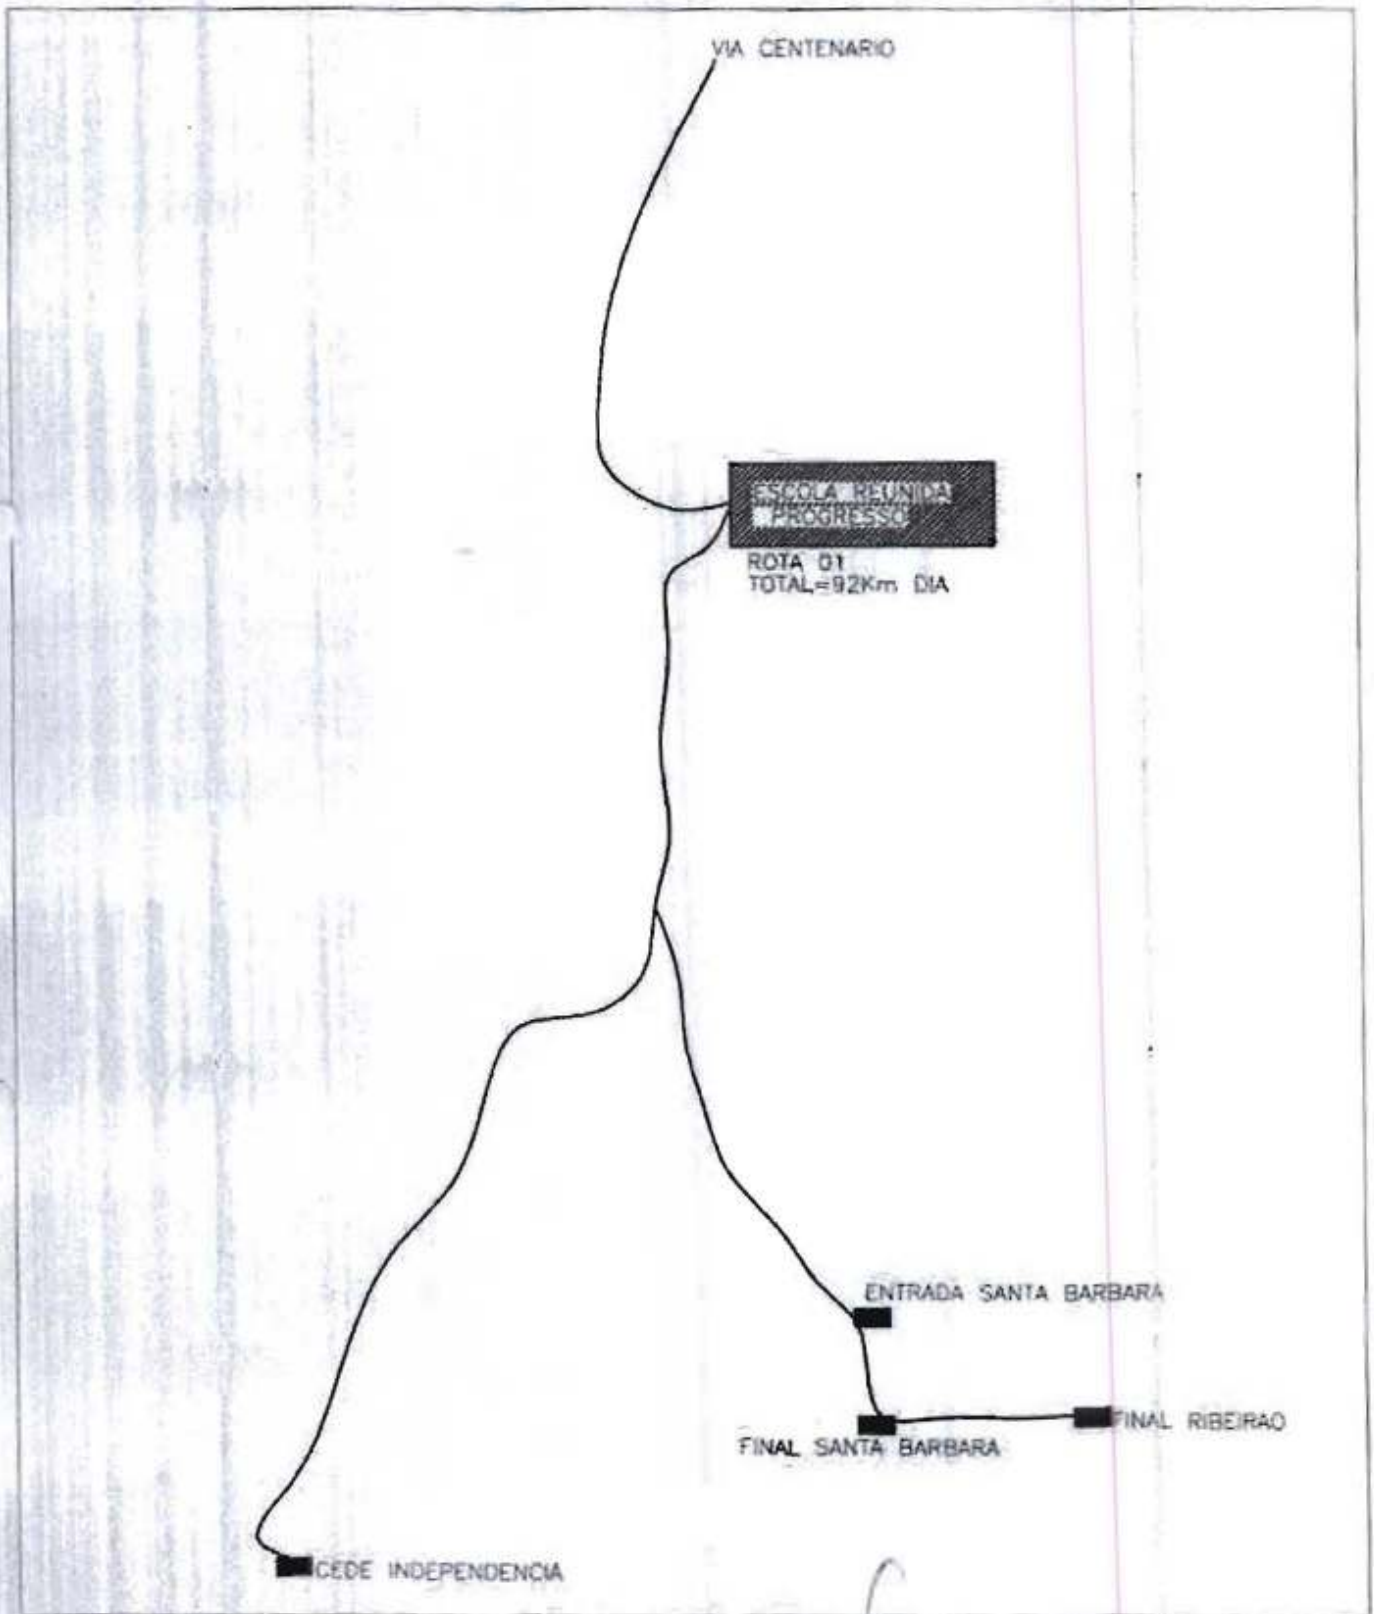 VIA CENTENARIO
ESCOLA REUNIDA
PROGRESSO
ROTA 01
TOTAL=92Km DIA
ENTRADA SANTA BARBARA
FINAL RIBEIRAO
FINAL SANTA BARBARA
CEDE INDEPENDENCIA